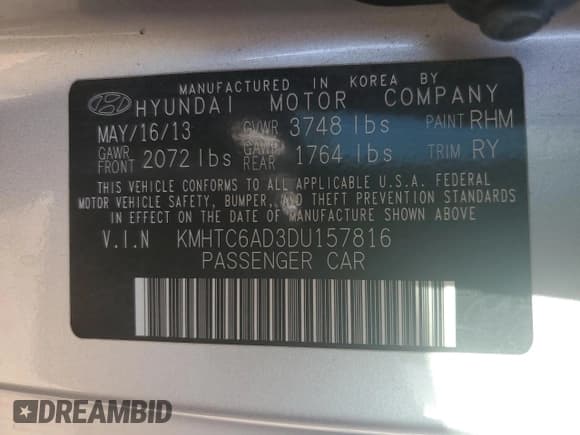 MANUFACTURED IN KOREA BY
HYUNDAI MOTOR COMPANY
MAY/16/13 GVWR 3748 lbs PAINT RHM
GAWR FRONT 2072 lbs GAWR REAR 1764 lbs TRIM RY
THIS VEHICLE CONFORMS TO ALL APPLICABLE U.S.A. FEDERAL
MOTOR VEHICLE SAFETY, BUMPER, AND THEFT PREVENTION STANDARDS
IN EFFECT ON THE DATE OF MANUFACTURE SHOWN ABOVE.
V.I.N KMHTC6AD3DU157816
PASSENGER CAR
DREAMBID